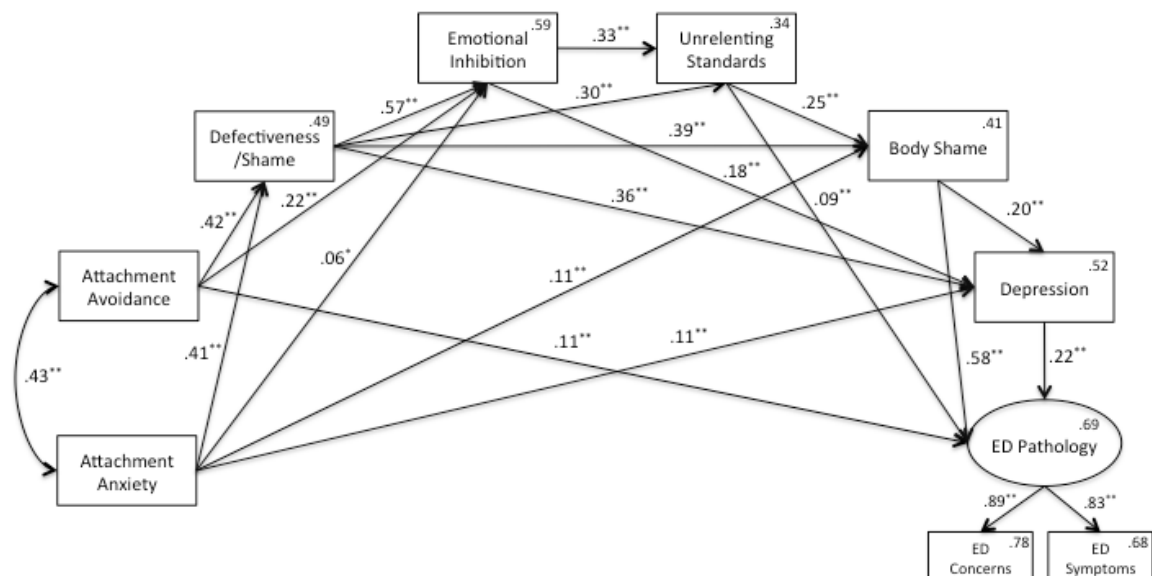 .59
Emotional
Inhibition
.33**
.34
Unrelenting
Standards
.57**
.30**
.25**
.49
Defectiveness
/Shame
.39**
.41
Body Shame
.18**
.22**
.36**
.09**
.42**
.20**
.06*
.11**
Attachment
Avoidance
.52
Depression
.41**
.11**
.11**
.58**
.22**
.43**
.69
ED Pathology
Attachment
Anxiety
.89**
.83**
ED
Concerns
.78
ED
Symptoms
.68